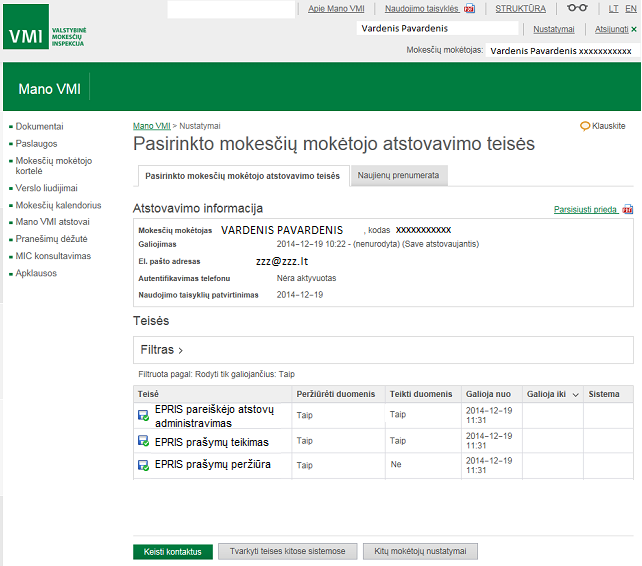 Apie Mano VMI
Naudojimo taisyklės
STRUKTŪRA
LT EN
VMI VALSTYBINĖ
MOKESČIŲ
INSPEKCIJA
Vardenis Pavardenis
Nustatymai
Atsijungti ×
Mokesčių mokėtojas: Vardenis Pavardenis xxxxxxxxxxx
Mano VMI
Dokumentai
Paslaugos
Mokesčių mokėtojo
kortelė
Verslo liudijimai
Mokesčių kalendorius
Mano VMI atstovai
Pranešimų dėžutė
MIC konsultavimas
Apklausos
Mano VMI > Nustatymai
Klauskite
Pasirinkto mokesčių mokėtojo atstovavimo teisės
Pasirinkto mokesčių mokėtojo atstovavimo teisės
Naujienų prenumerata
Atstovavimo informacija
Parsisiųsti priedą
Mokesčių mokėtojas VARDENIS PAVARDENIS , kodas xxxxxxxxxxx
Galiojimas 2014-12-19 10:22 - (nenurodyta) (Save atstovaujantis)
El. pašto adresas zzz@zzz.lt
Autentifikavimas telefonu Nėra aktyvuotas
Naudojimo taisyklių patvirtinimas 2014-12-19
Teisės
Filtras >
Filtruota pagal: Rodyti tik galiojančius: Taip
Teisė Peržiūrėti duomenis Teikti duomenis Galioja nuo Galioja iki Sistema
EPRIS pareiškėjo atstovų
administravimas
Taip Taip 2014-12-19
11:31
EPRIS prašymų teikimas Taip Taip 2014-12-19
11:31
EPRIS prašymų peržiūra Taip Ne 2014-12-19
11:31
Keisti kontaktus
Tvarkyti teises kitose sistemose
Kitų mokėtojų nustatymai